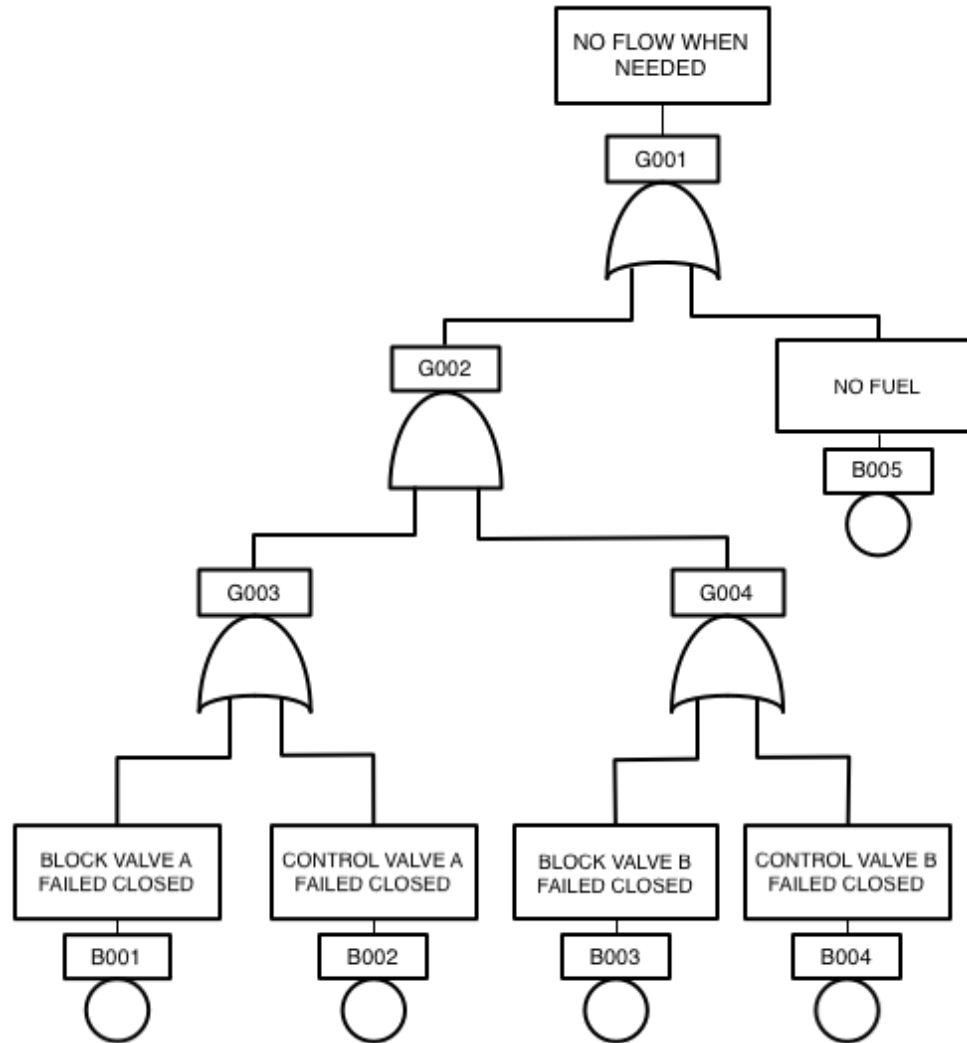 NO FLOW WHEN
NEEDED
G001
G002
NO FUEL
B005
G003
G004
BLOCK VALVE A
FAILED CLOSED
CONTROL VALVE A
FAILED CLOSED
BLOCK VALVE B
FAILED CLOSED
CONTROL VALVE B
FAILED CLOSED
B001
B002
B003
B004